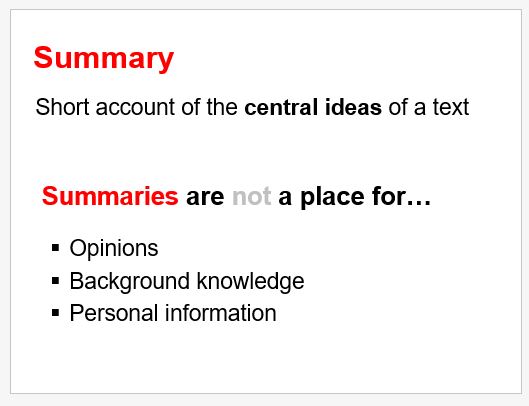 Summary
Short account of the central ideas of a text
Summaries are not a place for…
▪ Opinions
▪ Background knowledge
▪ Personal information